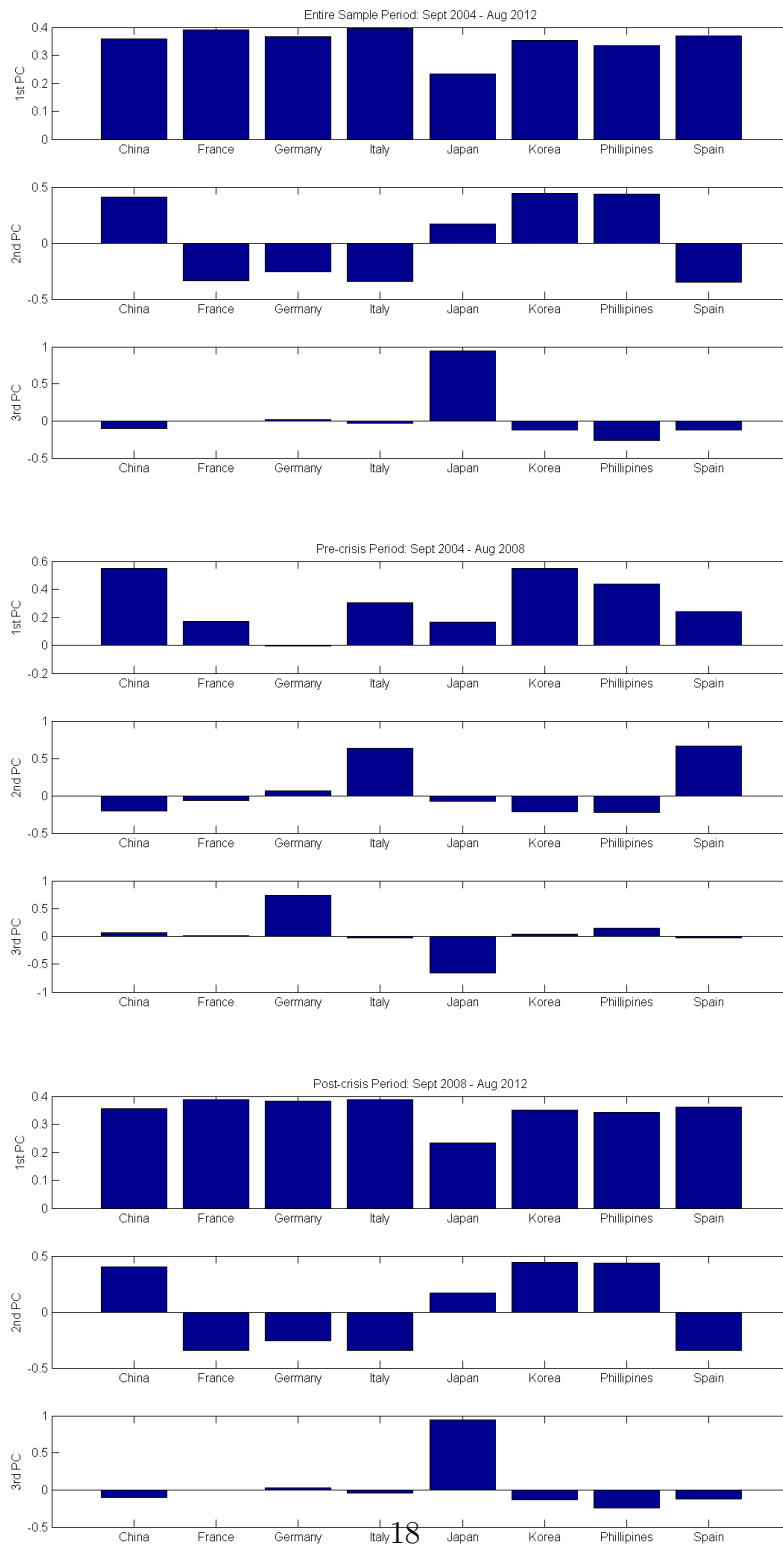 Entire Sample Period: Sept 2004 - Aug 2012
0.4
0.3
0.2
0.1
0
1st PC
China France Germany Italy Japan Korea Phillipines Spain
0.5
0
-0.5
2nd PC
China France Germany Italy Japan Korea Phillipines Spain
1
0.5
0
-0.5
3rd PC
China France Germany Italy Japan Korea Phillipines Spain
Pre-crisis Period: Sept 2004 - Aug 2008
0.6
0.4
0.2
0
-0.2
1st PC
China France Germany Italy Japan Korea Phillipines Spain
1
0.5
0
-0.5
2nd PC
China France Germany Italy Japan Korea Phillipines Spain
1
0.5
0
-0.5
-1
3rd PC
China France Germany Italy Japan Korea Phillipines Spain
Post-crisis Period: Sept 2008 - Aug 2012
0.4
0.3
0.2
0.1
0
1st PC
China France Germany Italy Japan Korea Phillipines Spain
0.5
0
-0.5
2nd PC
China France Germany Italy Japan Korea Phillipines Spain
1
0.5
0
-0.5
3rd PC
China France Germany Italy Japan Korea Phillipines Spain
18